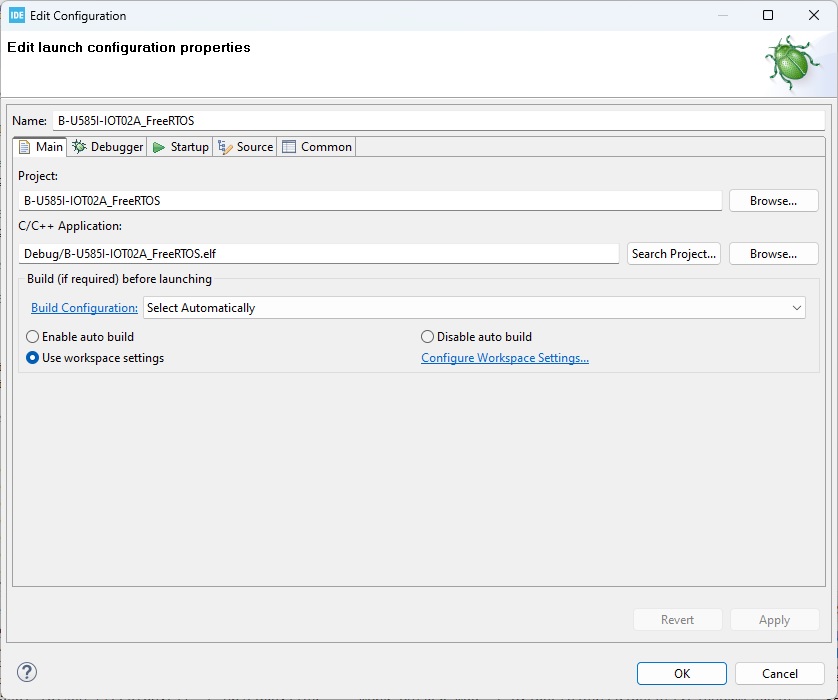 IDE Edit Configuration
Edit launch configuration properties
Name: B-U585I-IOT02A_FreeRTOS
Main Debugger Startup Source Common
Project:
B-U585I-IOT02A_FreeRTOS Browse...
C/C++ Application:
Debug/B-U585I-IOT02A_FreeRTOS.elf Search Project... Browse...
Build (if required) before launching
Build Configuration: Select Automatically
Enable auto build Disable auto build
Use workspace settings Configure Workspace Settings...
Revert Apply
? OK Cancel